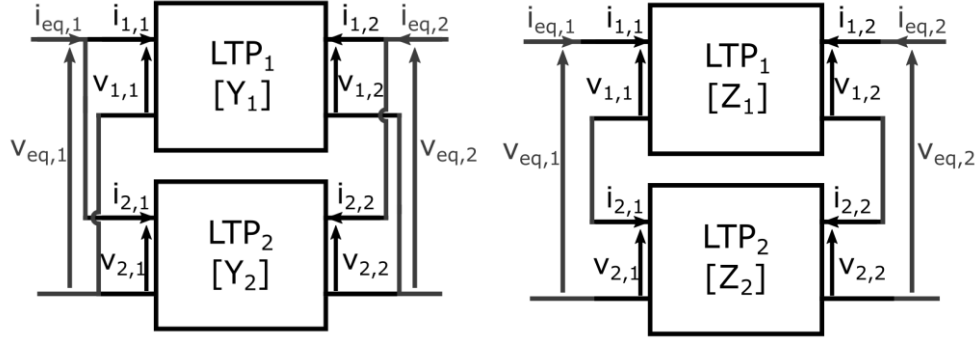 i_eq,1 i_1,1 LTP_1 [Y_1] i_1,2 i_eq,2
v_1,1 v_1,2
v_eq,1 v_eq,2
i_2,1 LTP_2 [Y_2] i_2,2
v_2,1 v_2,2
i_eq,1 i_1,1 LTP_1 [Z_1] i_1,2 i_eq,2
v_1,1 v_1,2
v_eq,1 v_eq,2
i_2,1 LTP_2 [Z_2] i_2,2
v_2,1 v_2,2